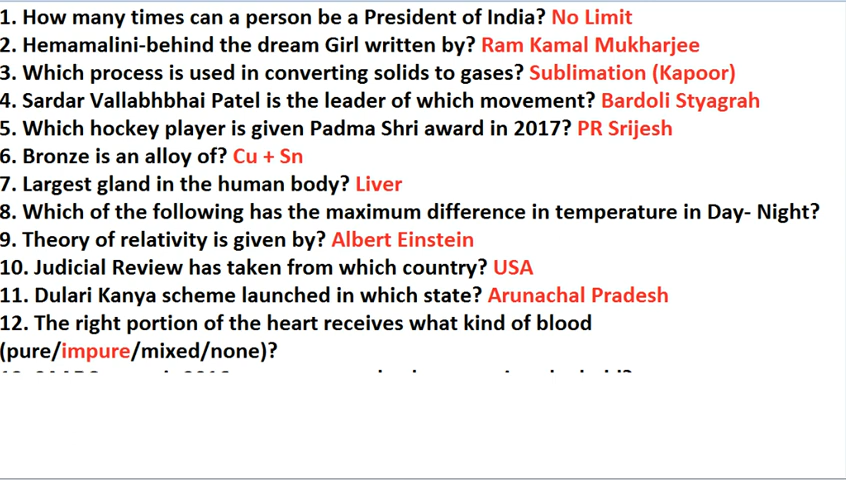 1. How many times can a person be a President of India? No Limit
2. Hemamalini-behind the dream Girl written by? Ram Kamal Mukharjee
3. Which process is used in converting solids to gases? Sublimation (Kapoor)
4. Sardar Vallabhbhai Patel is the leader of which movement? Bardoli Styagrah
5. Which hockey player is given Padma Shri award in 2017? PR Srijesh
6. Bronze is an alloy of? Cu + Sn
7. Largest gland in the human body? Liver
8. Which of the following has the maximum difference in temperature in Day- Night?
9. Theory of relativity is given by? Albert Einstein
10. Judicial Review has taken from which country? USA
11. Dulari Kanya scheme launched in which state? Arunachal Pradesh
12. The right portion of the heart receives what kind of blood
(pure/impure/mixed/none)?